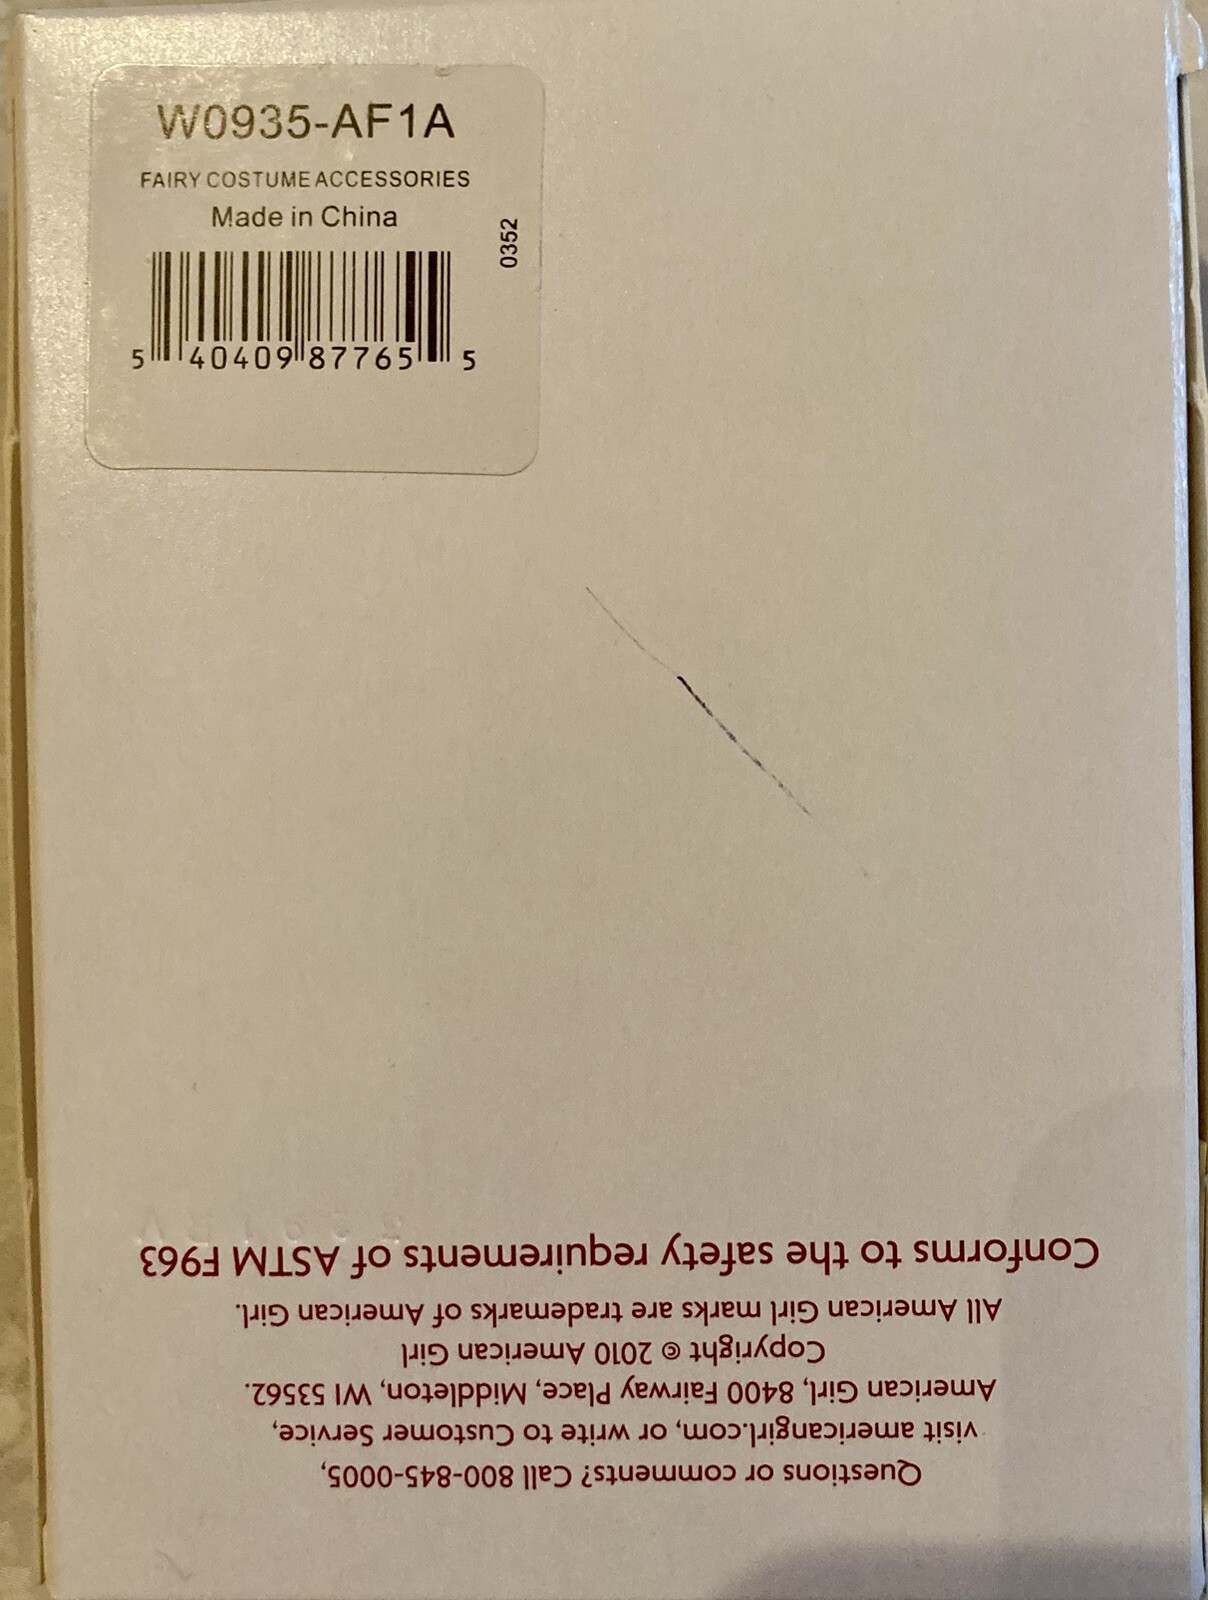 W0935-AF1A
FAIRY COSTUME ACCESSORIES
Made in China
0352
5 40409 87765 5
Questions or comments? Call 800-845-0005,
visit americangirl.com, or write to Customer Service,
American Girl, 8400 Fairway Place, Middleton, WI 53562.
Copyright © 2010 American Girl
All American Girl marks are trademarks of American Girl.
Conforms to the safety requirements of ASTM F963